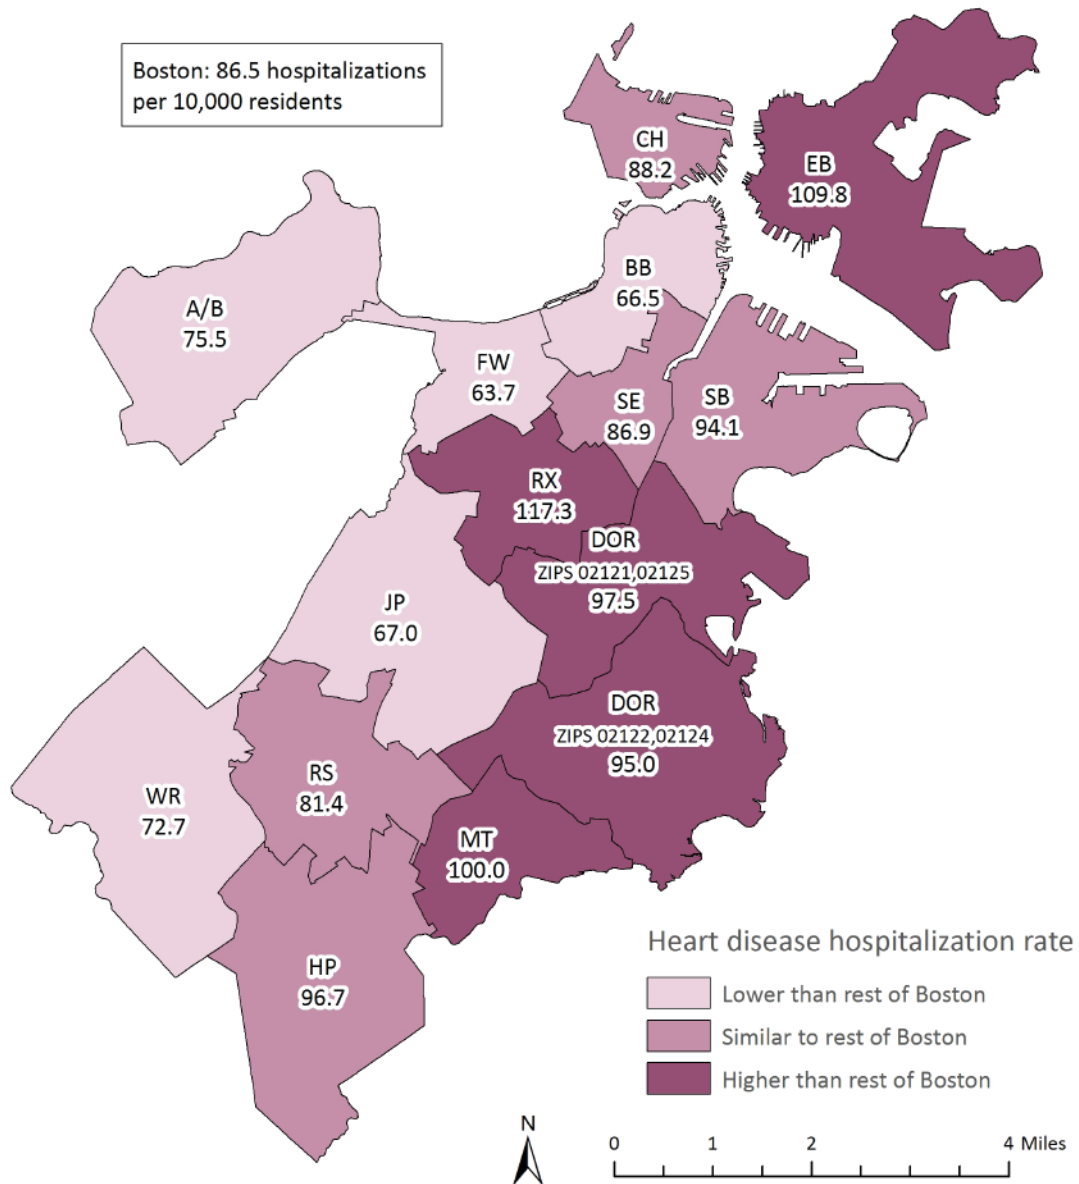 Boston: 86.5 hospitalizations
per 10,000 residents
CH
88.2
EB
109.8
BB
66.5
A/B
75.5
FW
63.7
SE
86.9
SB
94.1
RX
117.3
DOR
ZIPS 02121,02125
97.5
JP
67.0
DOR
ZIPS 02122,02124
95.0
RS
81.4
WR
72.7
MT
100.0
HP
96.7
Heart disease hospitalization rate
Lower than rest of Boston
Similar to rest of Boston
Higher than rest of Boston
N
0 1 2 4 Miles